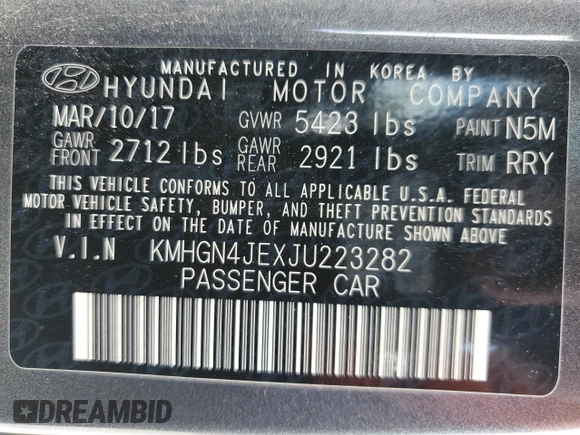 MANUFACTURED IN KOREA BY
HYUNDAI MOTOR COMPANY
MAR/10/17 GVWR 5423 lbs PAINT N5M
GAWR FRONT 2712 lbs GAWR REAR 2921 lbs TRIM RRY
THIS VEHICLE CONFORMS TO ALL APPLICABLE U.S.A. FEDERAL
MOTOR VEHICLE SAFETY, BUMPER, AND THEFT PREVENTION STANDARDS
IN EFFECT ON THE DATE OF MANUFACTURE SHOWN ABOVE
V.I.N KMHGN4JEXJU223282
PASSENGER CAR
DREAMBID